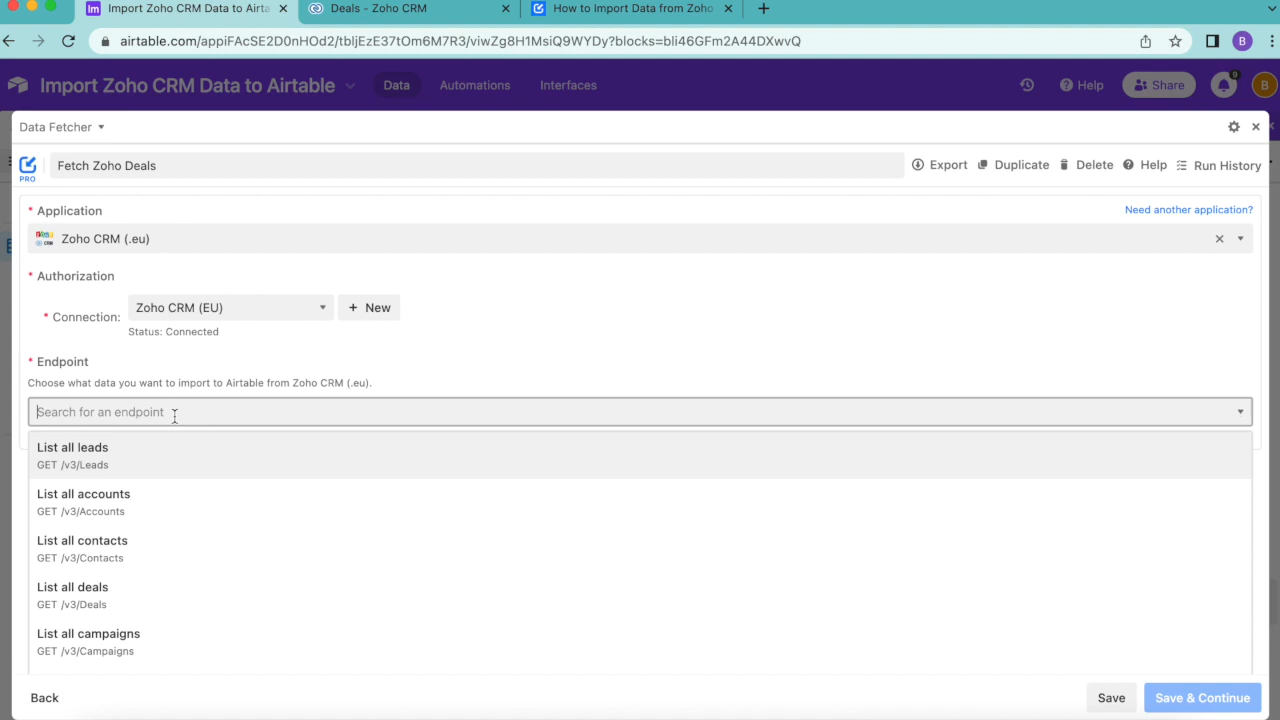 Import Zoho CRM Data to Airta
Deals - Zoho CRM
How to Import Data from Zoho
airtable.com/appiFAcSE2D0nHOd2/tbljEzE37tOm6M7R3/viwZg8H1MsiQ9WYDy?blocks=bli46GFm2A44DXwvQ
B
Import Zoho CRM Data to Airtable
Data
Automations
Interfaces
Help
Share
9
B
Data Fetcher
PRO
Fetch Zoho Deals
Export
Duplicate
Delete
Help
Run History
* Application
Need another application?
Zoho CRM (.eu)
* Authorization
* Connection:
Zoho CRM (EU)
+ New
Status: Connected
* Endpoint
Choose what data you want to import to Airtable from Zoho CRM (.eu).
Search for an endpoint
List all leads
GET /v3/Leads
List all accounts
GET /v3/Accounts
List all contacts
GET /v3/Contacts
List all deals
GET /v3/Deals
List all campaigns
GET /v3/Campaigns
Back
Save
Save & Continue